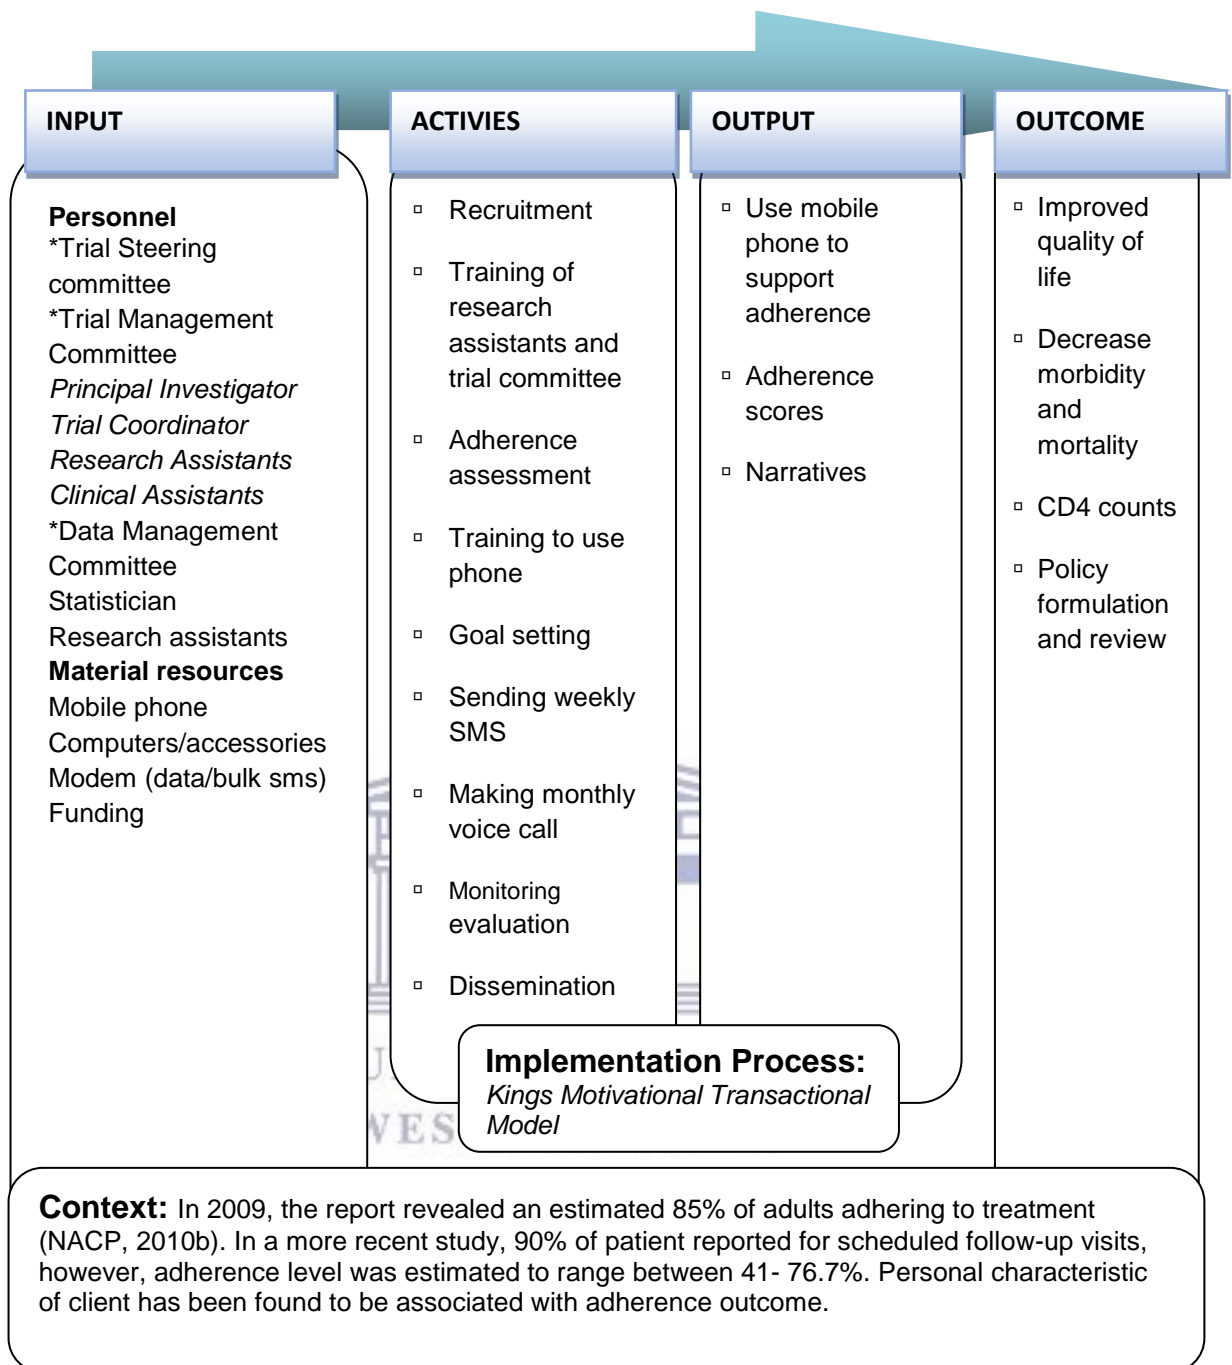 INPUT
Personnel
*Trial Steering
committee
*Trial Management
Committee
Principal Investigator
Trial Coordinator
Research Assistants
Clinical Assistants
*Data Management
Committee
Statistician
Research assistants
Material resources
Mobile phone
Computers/accessories
Modem (data/bulk sms)
Funding
ACTIVIES
▫ Recruitment
▫ Training of
research
assistants and
trial committee
▫ Adherence
assessment
▫ Training to use
phone
▫ Goal setting
▫ Sending weekly
SMS
▫ Making monthly
voice call
▫ Monitoring
evaluation
▫ Dissemination
OUTPUT
▫ Use mobile
phone to
support
adherence
▫ Adherence
scores
▫ Narratives
OUTCOME
▫ Improved
quality of
life
▫ Decrease
morbidity
and
mortality
▫ CD4 counts
▫ Policy
formulation
and review
Implementation Process:
Kings Motivational Transactional
Model
Context: In 2009, the report revealed an estimated 85% of adults adhering to treatment
(NACP, 2010b). In a more recent study, 90% of patient reported for scheduled follow-up visits,
however, adherence level was estimated to range between 41- 76.7%. Personal characteristic
of client has been found to be associated with adherence outcome.